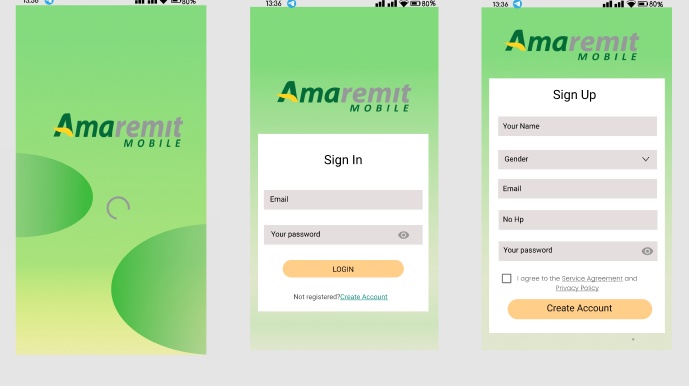 13:36
80%
Amaremit
MOBILE
13:36
80%
Amaremit
MOBILE
Sign In
Email
Your password
LOGIN
Not registered?Create Account
13:36
80%
Amaremit
MOBILE
Sign Up
Your Name
Gender
Email
No Hp
Your password
I agree to the Service Agreement and
Privacy Policy
Create Account